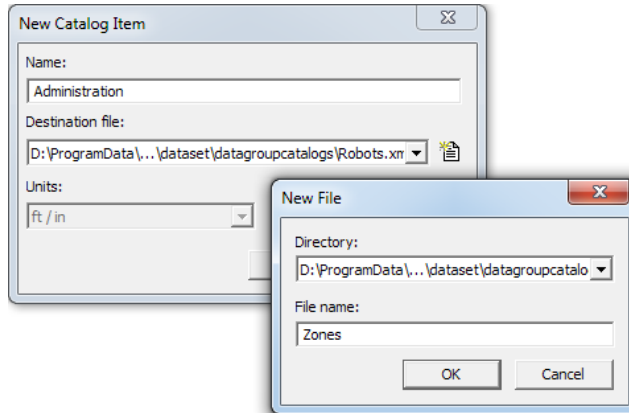 New Catalog Item
Name:
Administration
Destination file:
D:\ProgramData\...\dataset\datagroupcatalogs\Robots.xm
Units:
ft / in
New File
Directory:
D:\ProgramData\...\dataset\datagroupcatalo
File name:
Zones
OK
Cancel